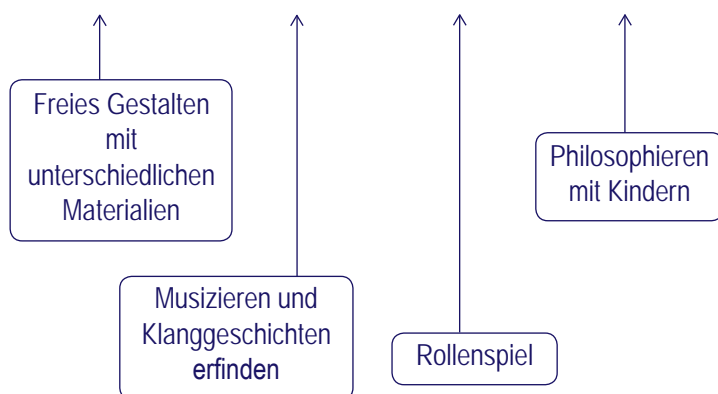 Freies Gestalten
mit
unterschiedlichen
Materialien
Philosophieren
mit Kindern
Musizieren und
Klanggeschichten
erfinden
Rollenspiel